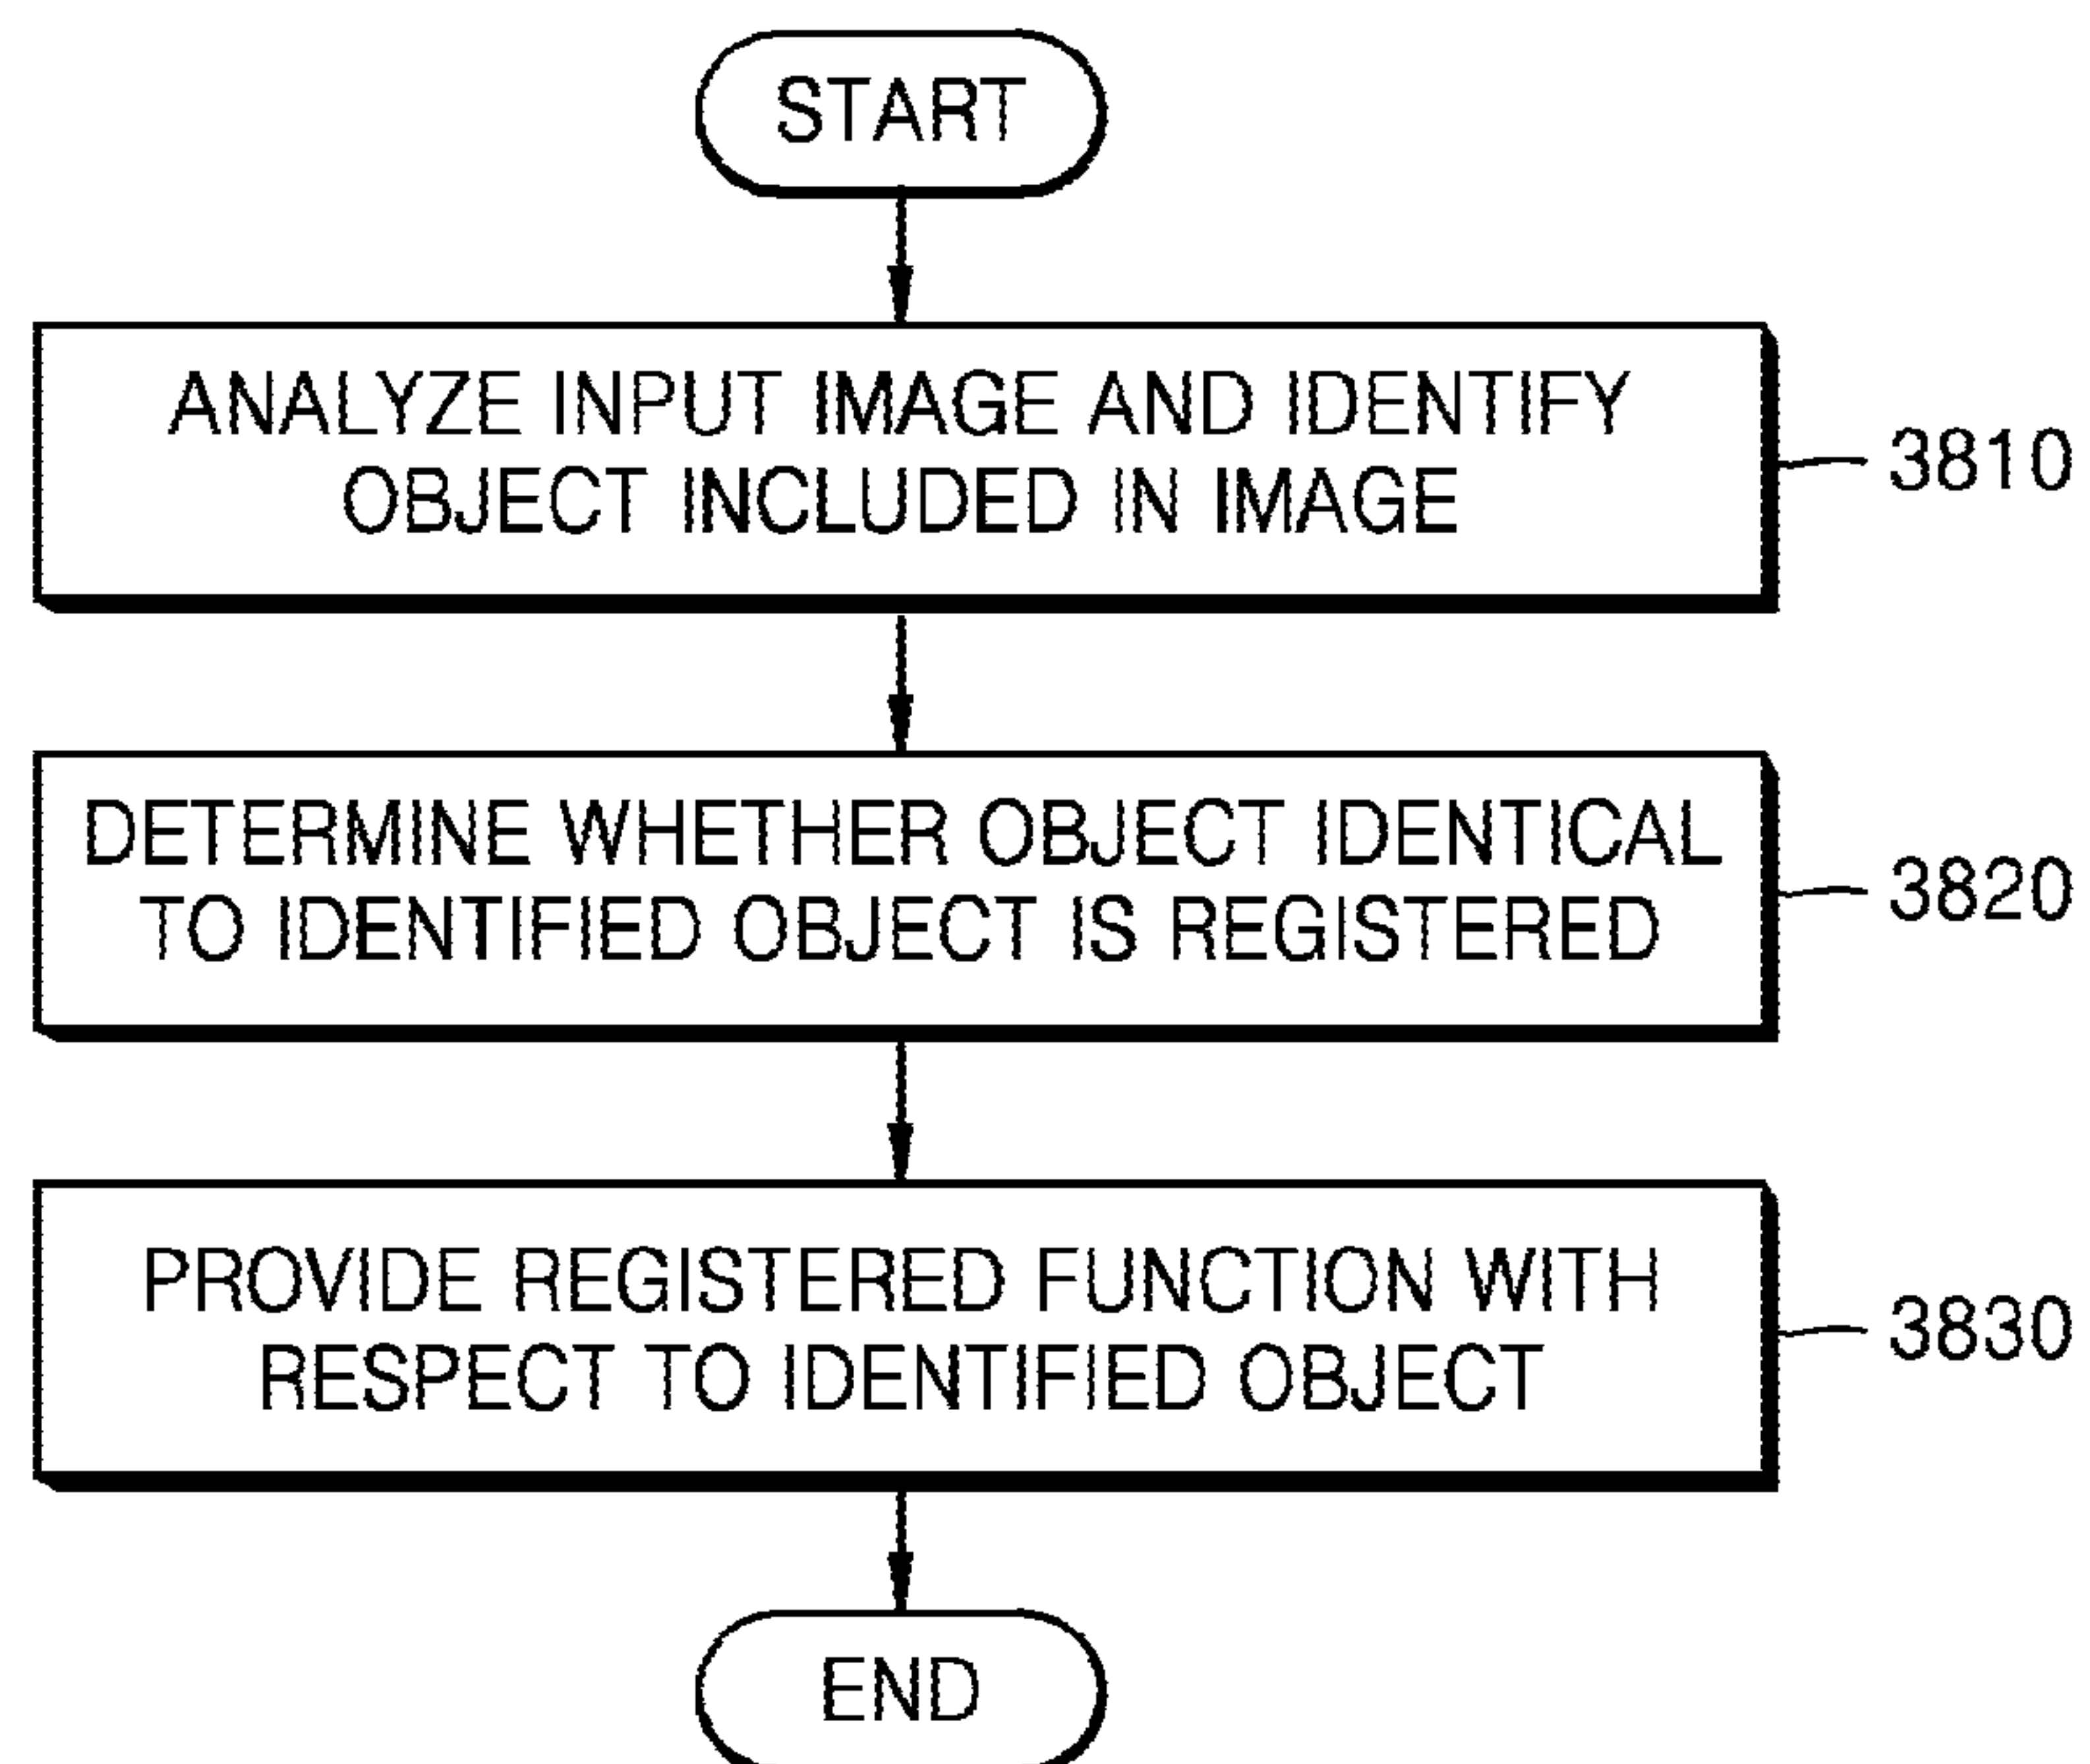 START
ANALYZE INPUT IMAGE AND IDENTIFY
OBJECT INCLUDED IN IMAGE
3810
DETERMINE WHETHER OBJECT IDENTICAL
TO IDENTIFIED OBJECT IS REGISTERED
3820
PROVIDE REGISTERED FUNCTION WITH
RESPECT TO IDENTIFIED OBJECT
3830
END